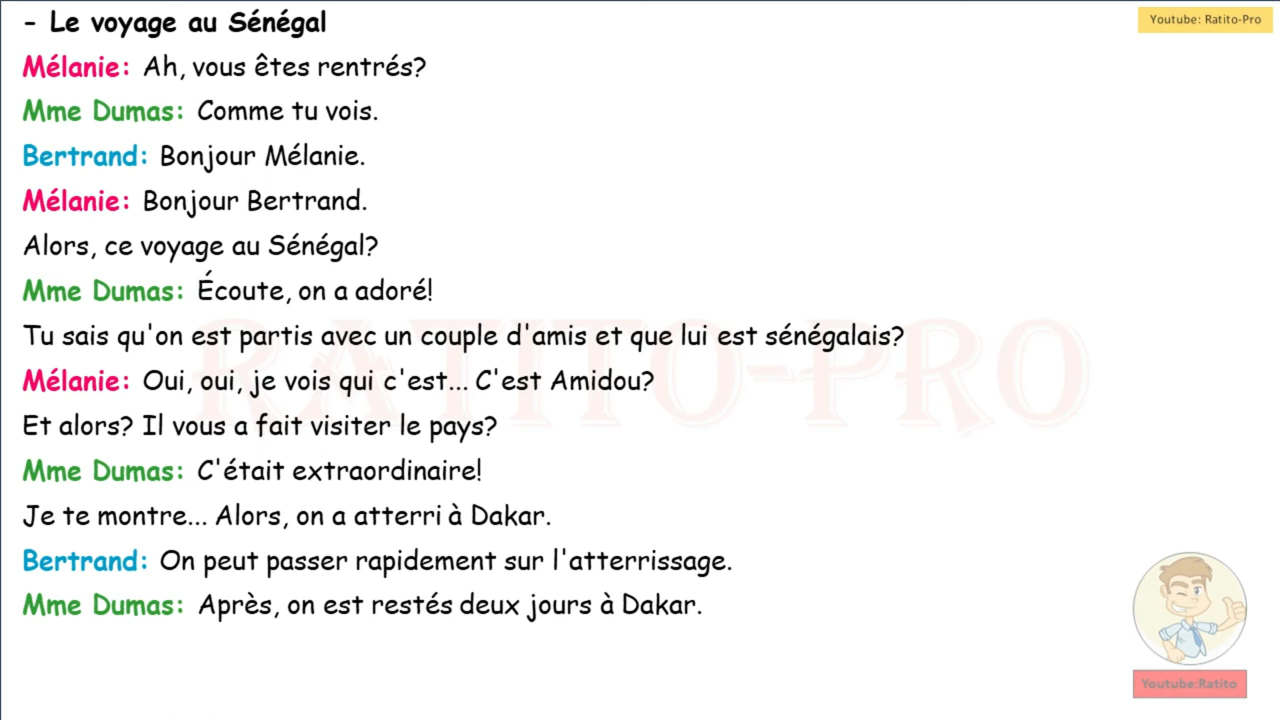 - Le voyage au Sénégal
Youtube: Ratito-Pro
Mélanie: Ah, vous êtes rentrés?
Mme Dumas: Comme tu vois.
Bertrand: Bonjour Mélanie.
Mélanie: Bonjour Bertrand.
Alors, ce voyage au Sénégal?
Mme Dumas: Écoute, on a adoré!
Tu sais qu'on est partis avec un couple d'amis et que lui est sénégalais?
Mélanie: Oui, oui, je vois qui c'est... C'est Amidou?
RATITO-PRO
Et alors? Il vous a fait visiter le pays?
Mme Dumas: C'était extraordinaire!
Je te montre... Alors, on a atterri à Dakar.
Bertrand: On peut passer rapidement sur l'atterrissage.
Mme Dumas: Après, on est restés deux jours à Dakar.
Youtube:Ratito